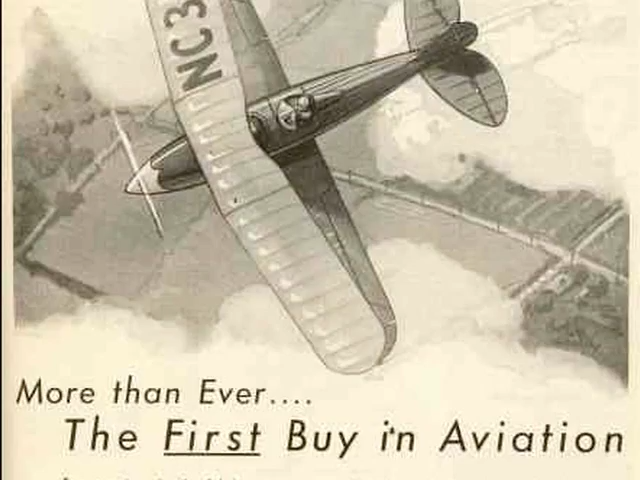 NC3
More than Ever....
The First Buy in Aviation